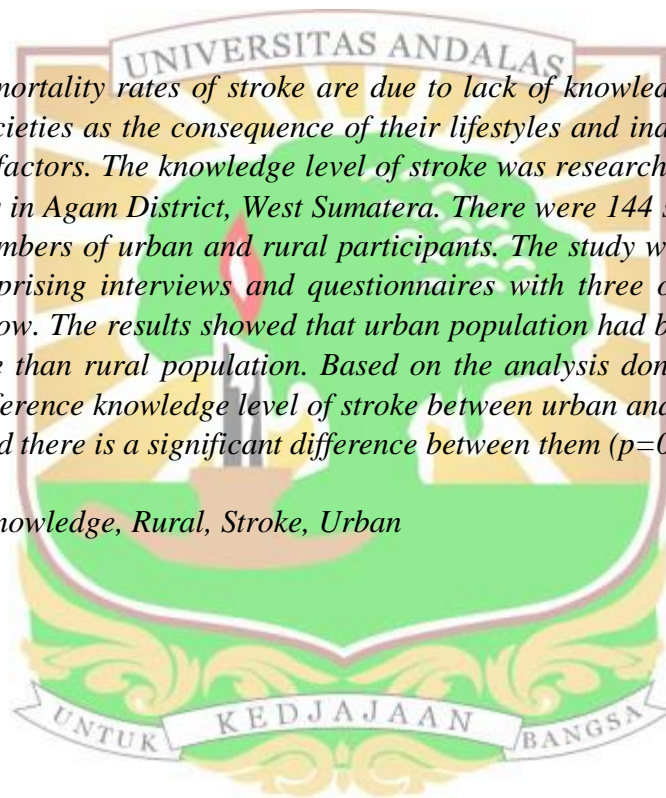 UNIVERSITAS ANDALAS
mortality rates of stroke are due to lack of knowled
cieties as the consequence of their lifestyles and ina
factors. The knowledge level of stroke was research
in Agam District, West Sumatera. There were 144 s
mbers of urban and rural participants. The study w
prising interviews and questionnaires with three o
ow. The results showed that urban population had b
e than rural population. Based on the analysis don
ference knowledge level of stroke between urban and
d there is a significant difference between them (p=0
nowledge, Rural, Stroke, Urban
UNTUK KEDJAJAAN BANGSA